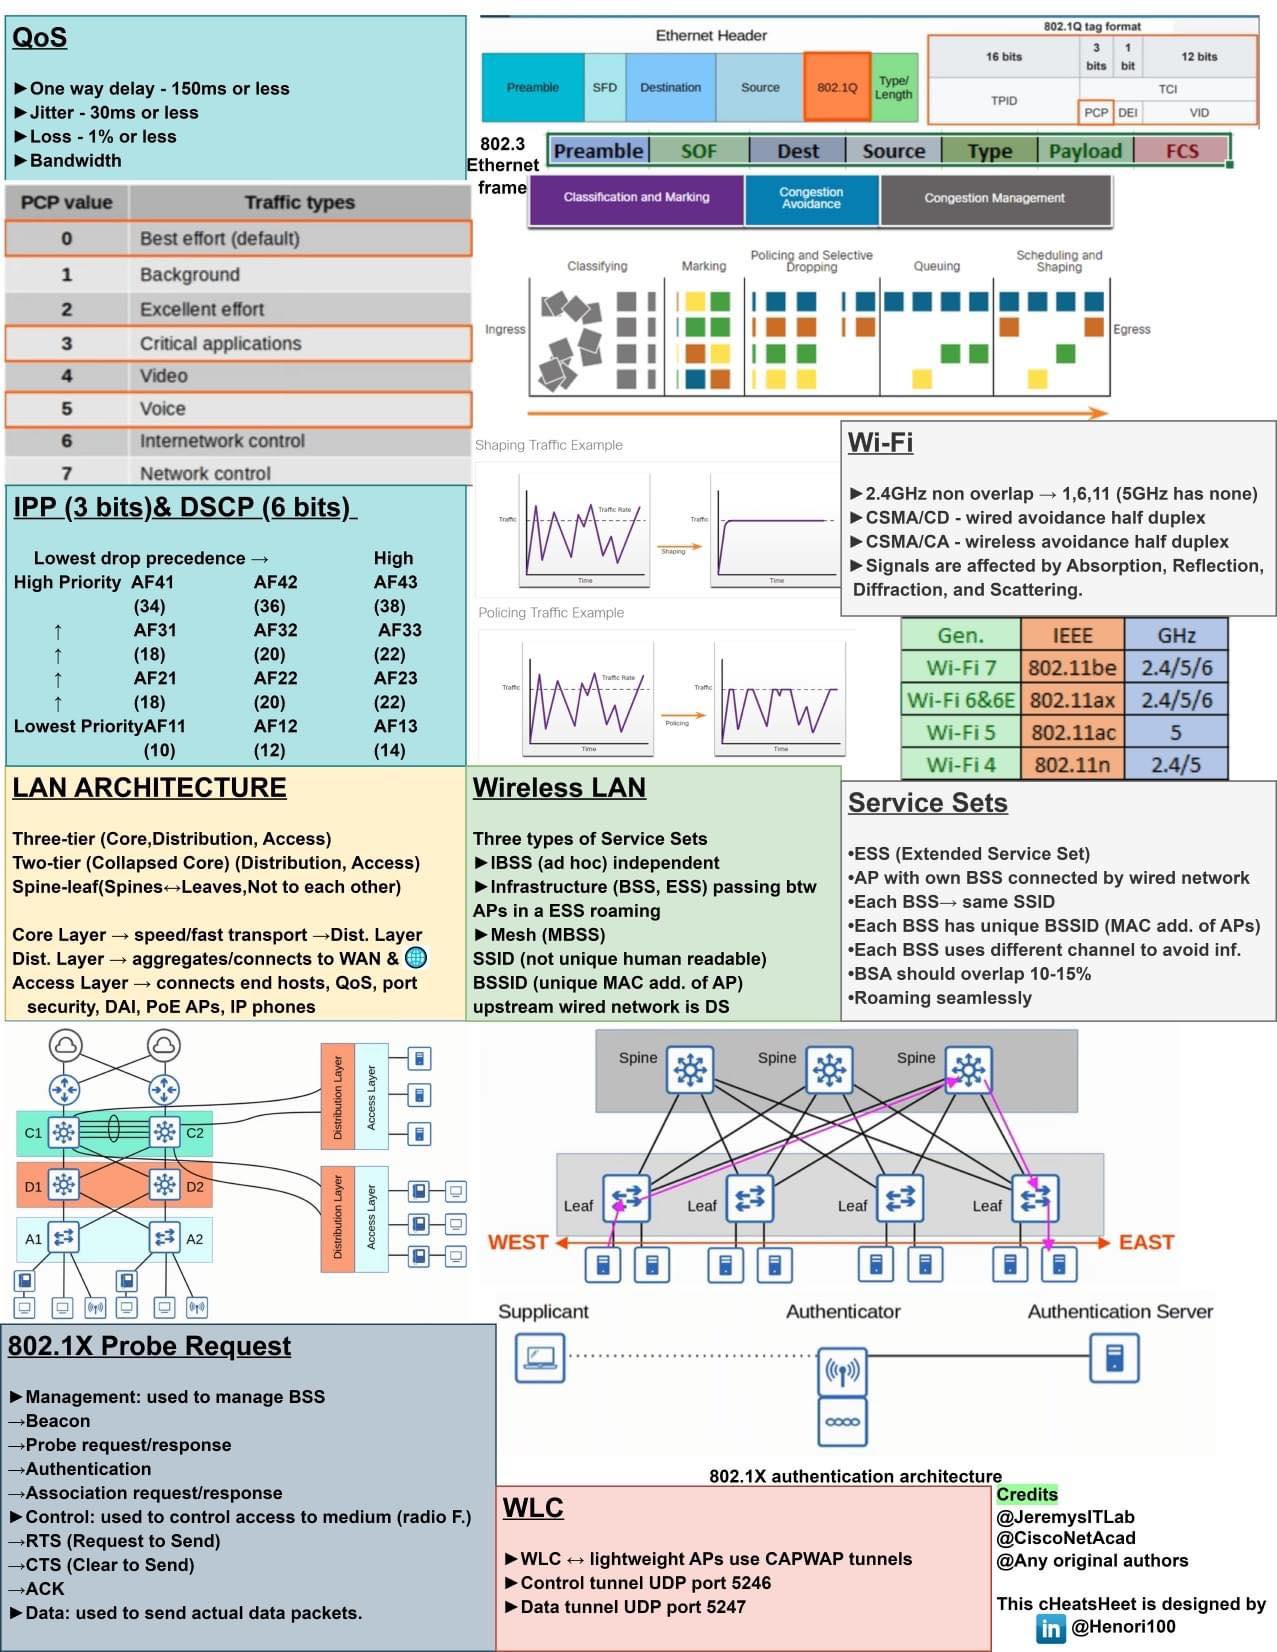 QoS
►One way delay - 150ms or less
►Jitter - 30ms or less
►Loss - 1% or less
►Bandwidth
PCP value Traffic types
0 Best effort (default)
1 Background
2 Excellent effort
3 Critical applications
4 Video
5 Voice
6 Internetwork control
7 Network control
Ethernet Header
Preamble SFD Destination Source 802.1Q Type/Length
802.1Q tag format
16 bits 3 bits 1 bit 12 bits
TPID TCI
PCP DEI VID
802.3 Ethernet frame
Preamble SOF Dest Source Type Payload FCS
Classification and Marking Congestion Avoidance Congestion Management
Classifying Marking Policing and Selective Dropping Queuing Scheduling and Shaping
Ingress Egress
Shaping Traffic Example
Traffic Traffic Rate Time
Shaping
Traffic Time
Policing Traffic Example
Traffic Traffic Rate Time
Policing
Traffic Time
IPP (3 bits)& DSCP (6 bits)
Lowest drop precedence → High
High Priority AF41 AF42 AF43
(34) (36) (38)
↑ AF31 AF32 AF33
↑ (18) (20) (22)
↑ AF21 AF22 AF23
↑ (18) (20) (22)
Lowest PriorityAF11 AF12 AF13
(10) (12) (14)
Wi-Fi
►2.4GHz non overlap → 1,6,11 (5GHz has none)
►CSMA/CD - wired avoidance half duplex
►CSMA/CA - wireless avoidance half duplex
►Signals are affected by Absorption, Reflection,
Diffraction, and Scattering.
Gen. IEEE GHz
Wi-Fi 7 802.11be 2.4/5/6
Wi-Fi 6&6E 802.11ax 2.4/5/6
Wi-Fi 5 802.11ac 5
Wi-Fi 4 802.11n 2.4/5
LAN ARCHITECTURE
Three-tier (Core,Distribution, Access)
Two-tier (Collapsed Core) (Distribution, Access)
Spine-leaf(Spines↔Leaves,Not to each other)
Core Layer → speed/fast transport →Dist. Layer
Dist. Layer → aggregates/connects to WAN &
Access Layer → connects end hosts, QoS, port
security, DAI, PoE APs, IP phones
Wireless LAN
Three types of Service Sets
►IBSS (ad hoc) independent
►Infrastructure (BSS, ESS) passing btw
APs in a ESS roaming
►Mesh (MBSS)
SSID (not unique human readable)
BSSID (unique MAC add. of AP)
upstream wired network is DS
Service Sets
•ESS (Extended Service Set)
•AP with own BSS connected by wired network
•Each BSS→ same SSID
•Each BSS has unique BSSID (MAC add. of APs)
•Each BSS uses different channel to avoid inf.
•BSA should overlap 10-15%
•Roaming seamlessly
C1 C2
D1 D2
A1 A2
Distribution Layer
Access Layer
Distribution Layer
Access Layer
Spine Spine Spine
Leaf Leaf Leaf Leaf
WEST EAST
Supplicant Authenticator Authentication Server
802.1X authentication architecture
802.1X Probe Request
►Management: used to manage BSS
→Beacon
→Probe request/response
→Authentication
→Association request/response
►Control: used to control access to medium (radio F.)
→RTS (Request to Send)
→CTS (Clear to Send)
→ACK
►Data: used to send actual data packets.
WLC
►WLC ↔ lightweight APs use CAPWAP tunnels
►Control tunnel UDP port 5246
►Data tunnel UDP port 5247
Credits
@JeremysITLab
@CiscoNetAcad
@Any original authors
This cHeatsHeet is designed by
in @Henori100